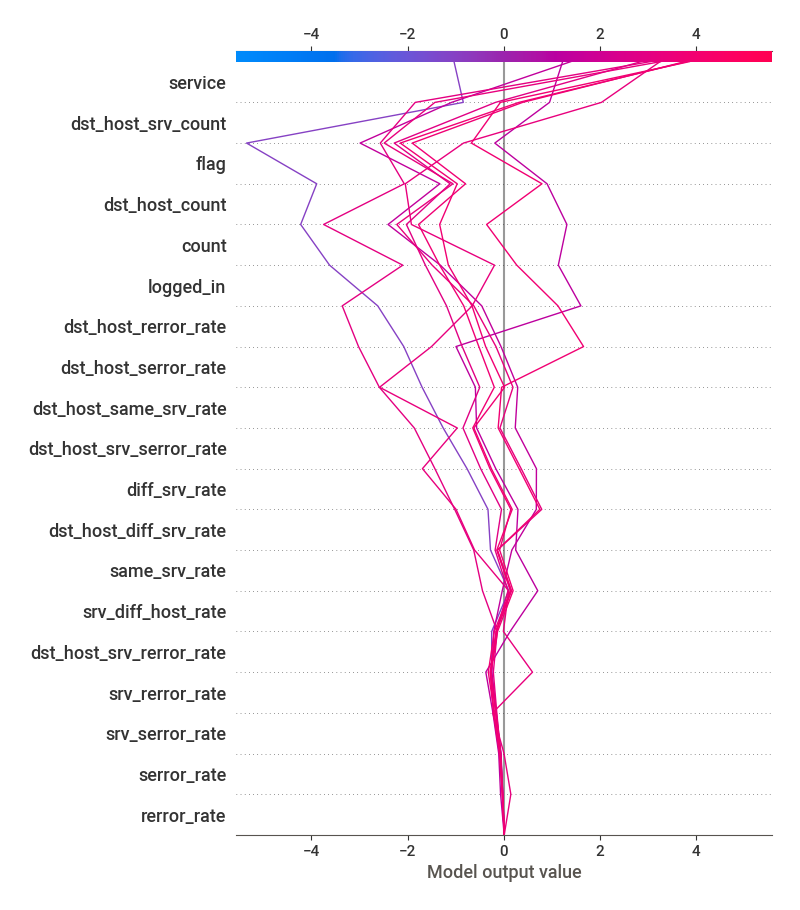 −4 −2 0 2 4
service
dst_host_srv_count
flag
dst_host_count
count
logged_in
dst_host_rerror_rate
dst_host_serror_rate
dst_host_same_srv_rate
dst_host_srv_serror_rate
diff_srv_rate
dst_host_diff_srv_rate
same_srv_rate
srv_diff_host_rate
dst_host_srv_rerror_rate
srv_rerror_rate
srv_serror_rate
serror_rate
rerror_rate
−4 −2 0 2 4
Model output value